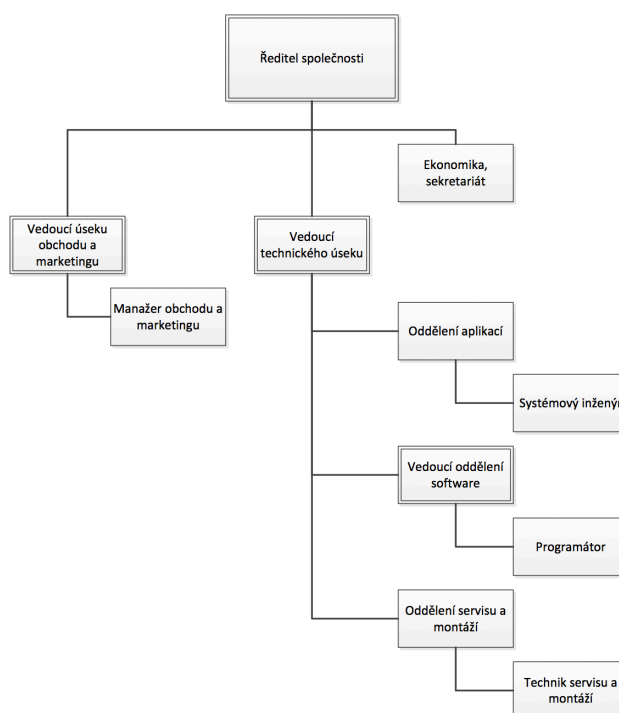 Ředitel společnosti
Ekonomika,
sekretariát
Vedoucí úseku
obchodu a
marketingu
Vedoucí
technického úseku
Manažer obchodu a
marketingu
Oddělení aplikací
Systémový inženýr
Vedoucí oddělení
software
Programátor
Oddělení servisu a
montáží
Technik servisu a
montáží